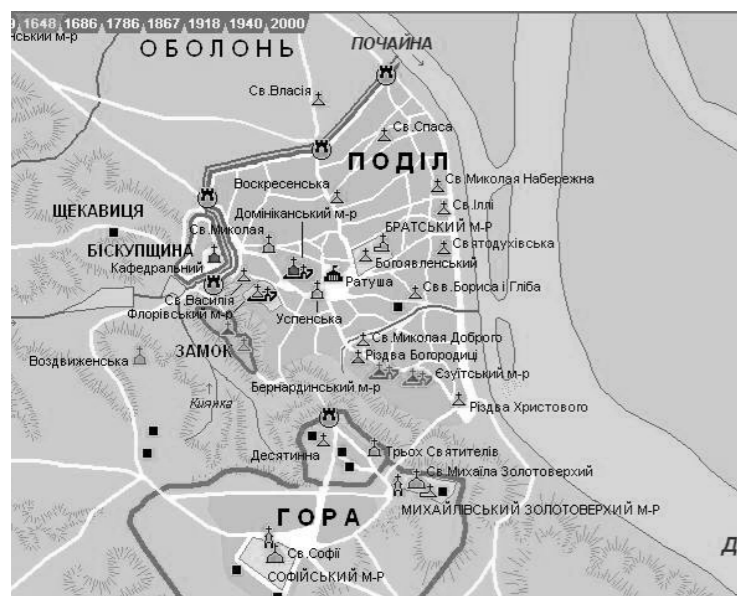 9 1648 1686 1786 1867 1918 1940 2000
нський м-р
ОБОЛОНЬ
ПОЧАЙНА
Св.Власія
Св.Спаса
ПОДІЛ
Воскресенська
Св.Миколая Набережна
ЩЕКАВИЦЯ
Домініканський м-р
Св.Іллі
Св.Миколая
БРАТСЬКИЙ М-Р
БІСКУПЩИНА
Святодухівська
Кафедральний
Богоявленський
Ратуша
Свв.Бориса і Гліба
Св.Василія
Флорівський м-р
Успенська
Св.Миколая Доброго
ЗАМОК
Різдва Богородиці
Воздвиженська
Єзуїтський м-р
Бернардинський м-р
Киянка
Різдва Христового
Десятинна
Трьох Святителів
Св.Михаїла Золотоверхий
МИХАЙЛІВСЬКИЙ ЗОЛОТОВЕРХИЙ М-Р
ГОРА
Св.Софії
Д
СОФІЙСЬКИЙ М-Р